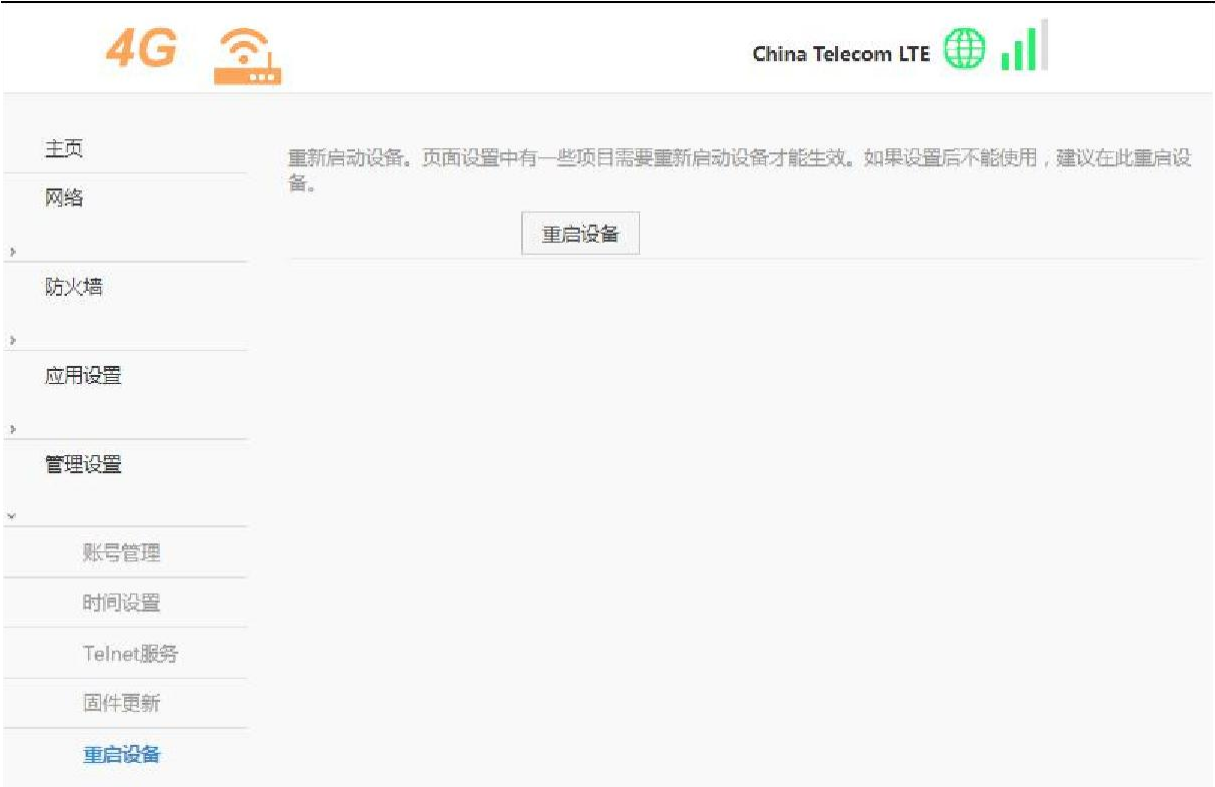 4G
China Telecom LTE
主页
网络
防火墙
应用设置
管理设置
账号管理
时间设置
Telnet服务
固件更新
重启设备
重新启动设备。页面设置中有一些项目需要重新启动设备才能生效。如果设置后不能使用，建议在此重启设
备。
重启设备